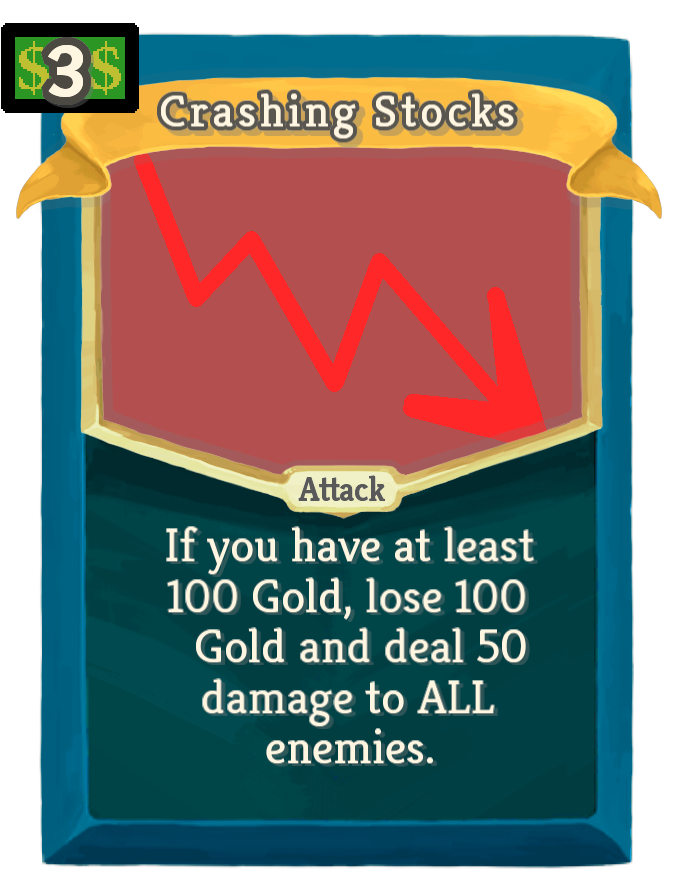 $3$
Crashing Stocks
Attack
If you have at least
100 Gold, lose 100
Gold and deal 50
damage to ALL
enemies.